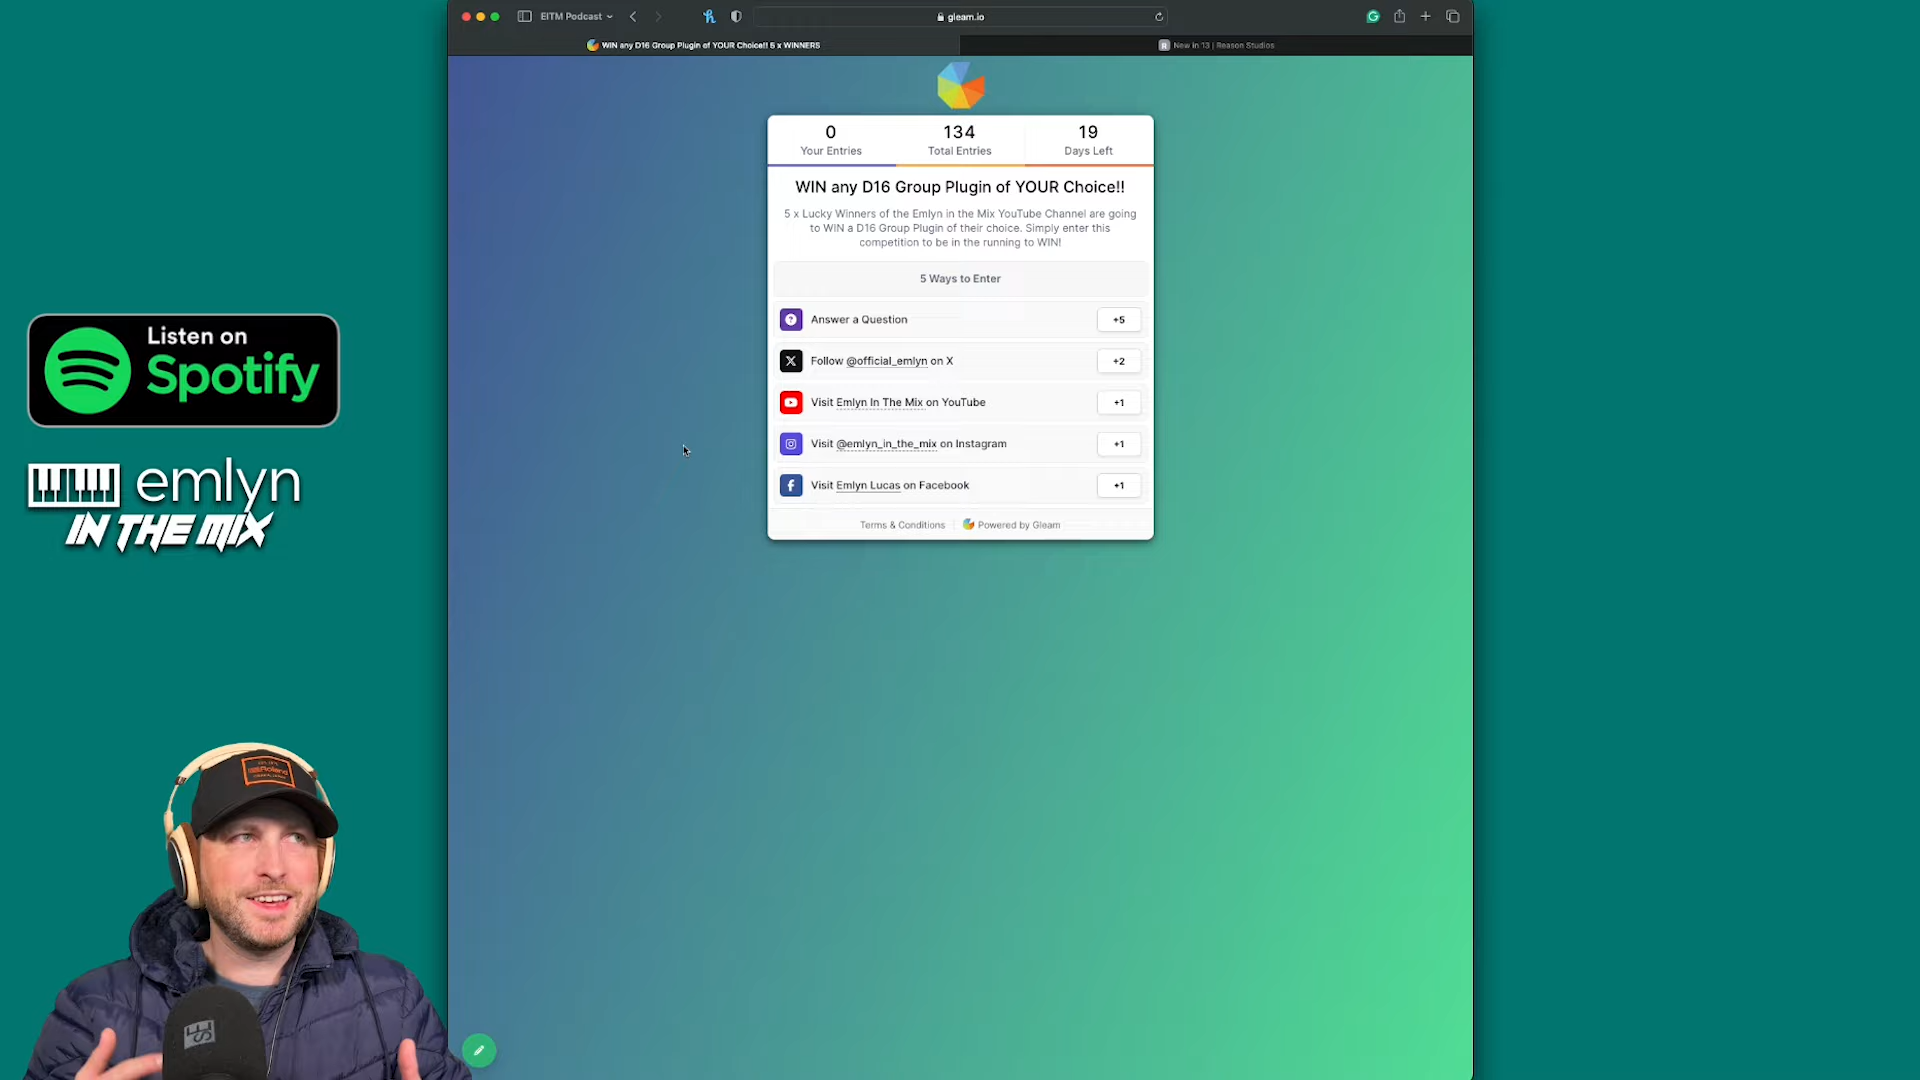 EITM Podcast
gleam.io
WIN any D16 Group Plugin of YOUR Choice!! 5 x WINNERS
R New in 13 | Reason Studios
0
Your Entries
134
Total Entries
19
Days Left
WIN any D16 Group Plugin of YOUR Choice!!
5 x Lucky Winners of the Emlyn in the Mix YouTube Channel are going
to WIN a D16 Group Plugin of their choice. Simply enter this
competition to be in the running to WIN!
5 Ways to Enter
Answer a Question +5
Follow @official_emlyn on X +2
Visit Emlyn In The Mix on YouTube +1
Visit @emlyn_in_the_mix on Instagram +1
Visit Emlyn Lucas on Facebook +1
Terms & Conditions Powered by Gleam
Listen on
Spotify
emlyn
IN THE MIX
Roland
sE